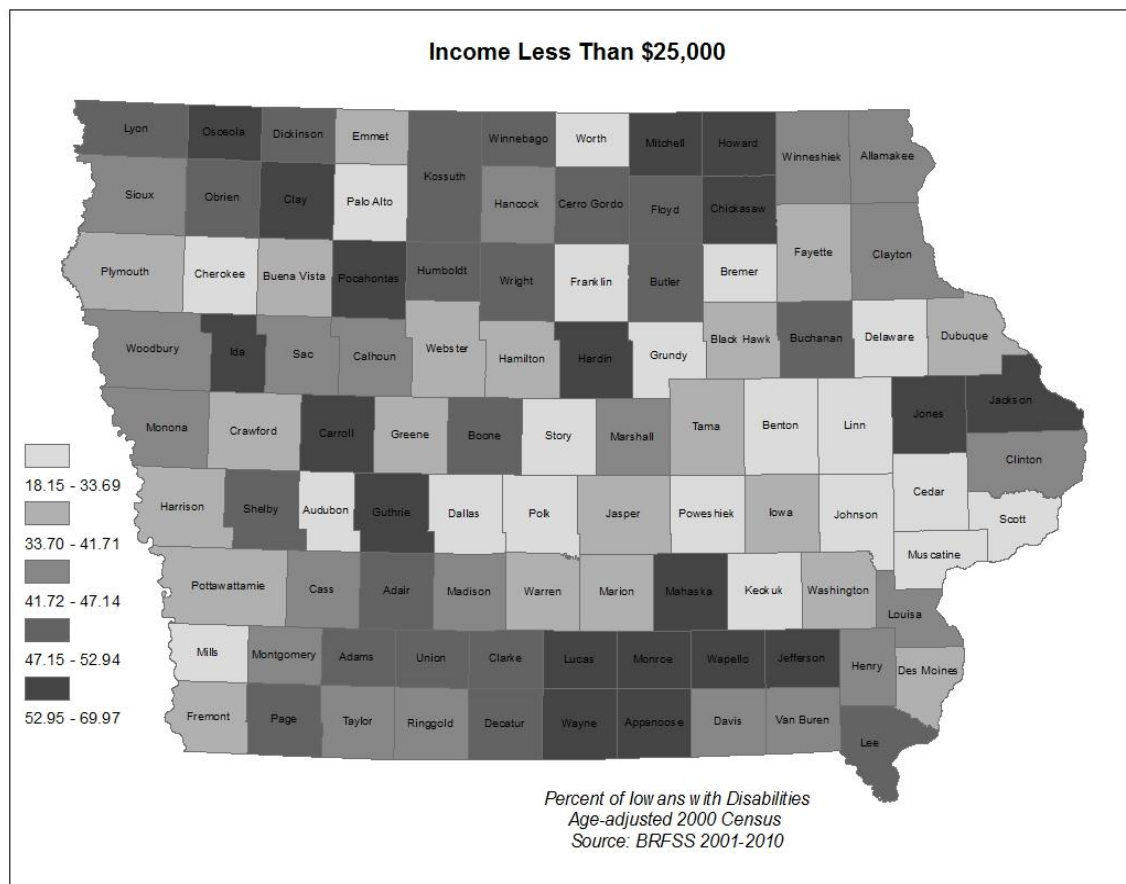 Income Less Than $25,000
Lyon Osceola Dickinson Emmet Kossuth Winnebago Worth Mitchell Howard Winneshiek Allamakee
Sioux Obrien Clay Palo Alto Hancock Cerro Gordo Floyd Chickasaw
Plymouth Cherokee Buena Vista Pocahontas Humboldt Wright Franklin Butler Bremer Fayette Clayton
Woodbury Ida Sac Calhoun Webster Hamilton Hardin Grundy Black Hawk Buchanan Delaware Dubuque
Monona Crawford Carroll Greene Boone Story Marshall Tama Benton Linn Jones Jackson
Clinton
Harrison Shelby Audubon Guthrie Dallas Polk Jasper Poweshiek Iowa Johnson Cedar Scott
Muscatine
Pottawattamie Cass Adair Madison Warren Marion Mahaska Keokuk Washington Louisa
Mills Montgomery Adams Union Clarke Lucas Monroe Wapello Jefferson Henry Des Moines
Fremont Page Taylor Ringgold Decatur Wayne Appanoose Davis Van Buren Lee
18.15 - 33.69
33.70 - 41.71
41.72 - 47.14
47.15 - 52.94
52.95 - 69.97
Percent of Iowans with Disabilities
Age-adjusted 2000 Census
Source: BRFSS 2001-2010